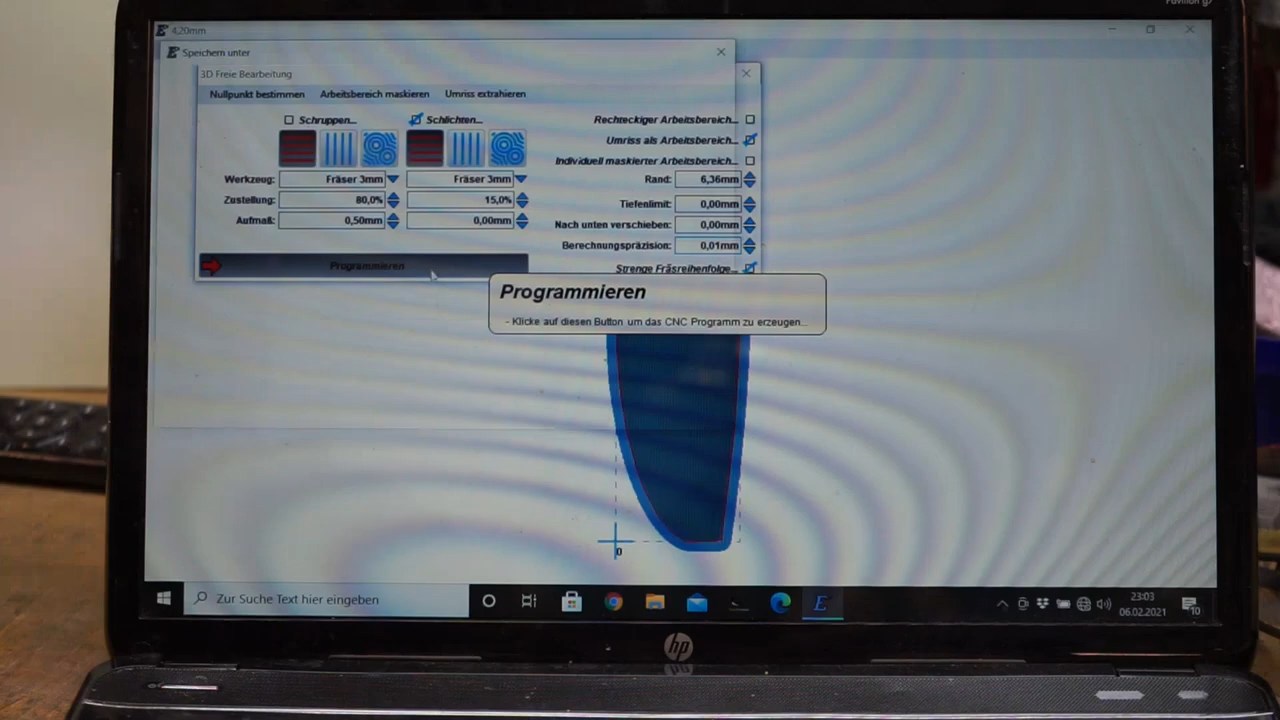 Pavilion g7
4,20mm
Speichern unter
3D Freie Bearbeitung
Nullpunkt bestimmen Arbeitsbereich maskieren Umriss extrahieren
Schruppen... Schlichten... Rechteckiger Arbeitsbereich...
Umriss als Arbeitsbereich...
Individuell maskierter Arbeitsbereich...
Werkzeug: Fräser 3mm Fräser 3mm Rand: 6,36mm
Zustellung: 80,0% 15,0% Tiefenlimit: 0,00mm
Aufmaß: 0,50mm 0,00mm Nach unten verschieben: 0,00mm
Berechnungspräzision: 0,01mm
Programmieren Strenge Fräsreihenfolge...
Programmieren
- Klicke auf diesen Button um das CNC Programm zu erzeugen...
0
Zur Suche Text hier eingeben
23:03
06.02.2021
10
hp